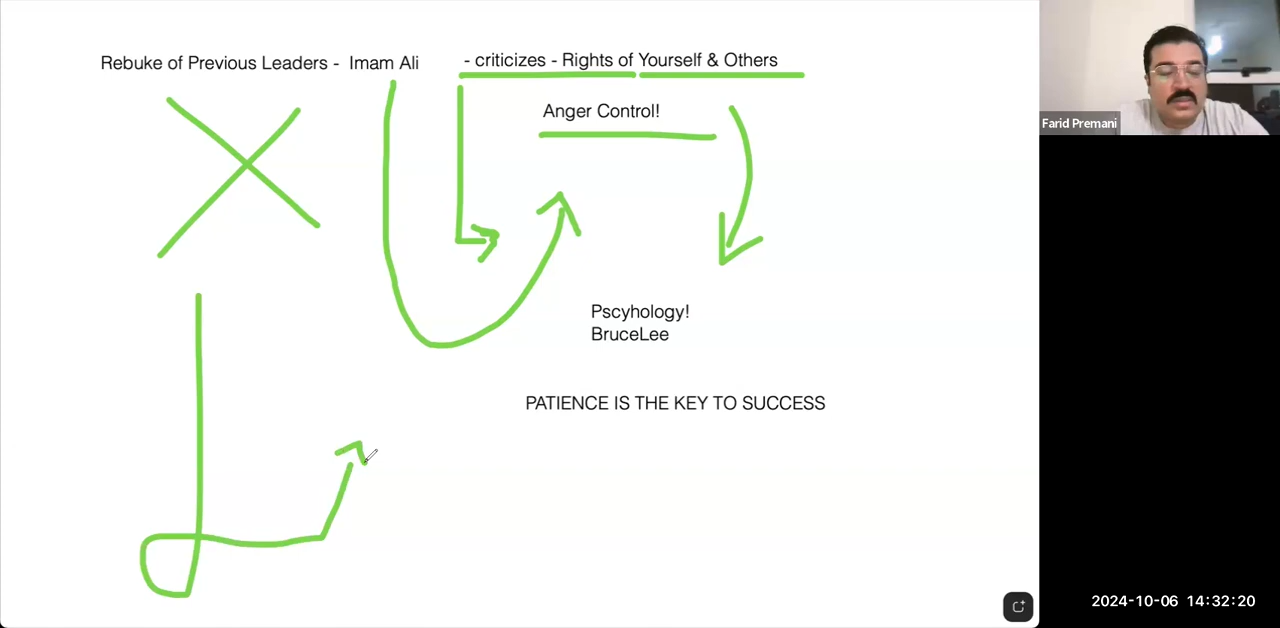 Rebuke of Previous Leaders -  Imam Ali - criticizes - Rights of Yourself & Others
Anger Control!
Pscyhology!
BruceLee
PATIENCE IS THE KEY TO SUCCESS
Farid Premani
2024-10-06 14:32:20